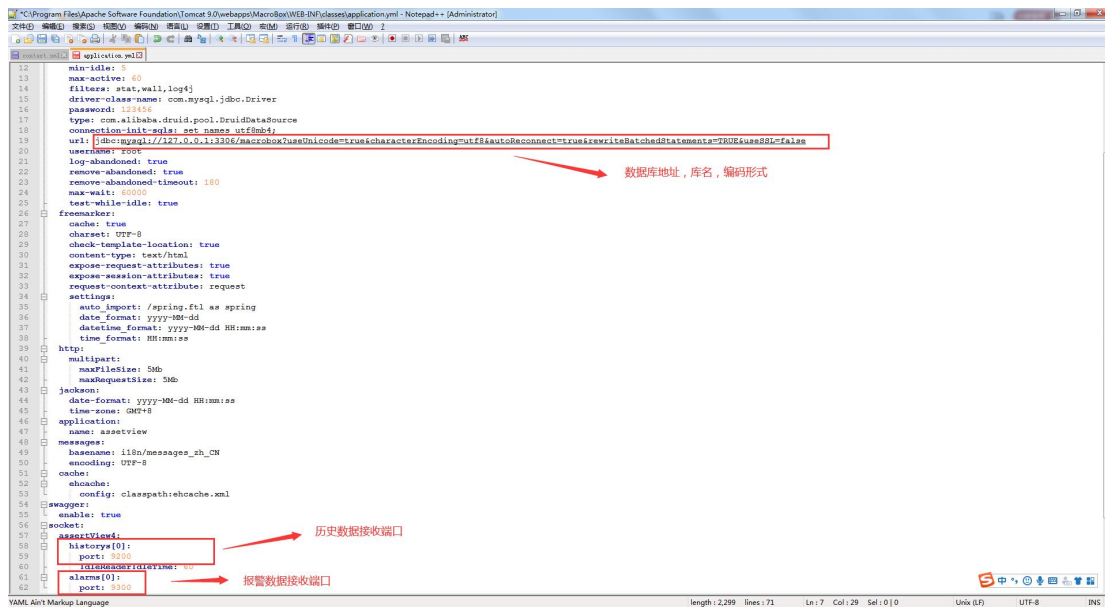 *C:\Program Files\Apache Software Foundation\Tomcat 9.0\webapps\MacroBox\WEB-INF\classes\application.yml - Notepad++ [Administrator]
文件(F) 编辑(E) 搜索(S) 视图(V) 编码(N) 语言(L) 设置(T) 工具(O) 宏(M) 运行(R) 插件(P) 窗口(W) ?
application.yml
12 min-idle: 5
13 max-active: 60
14 filters: stat,wall,log4j
15 driver-class-name: com.mysql.jdbc.Driver
16 password: 123456
17 type: com.alibaba.druid.pool.DruidDataSource
18 connection-init-sqls: set names utf8mb4;
19 url: jdbc:mysql://127.0.0.1:3306/macrobox?useUnicode=true&characterEncoding=utf8&autoReconnect=true&rewriteBatchedStatements=TRUE&useSSL=false
20 username: root
数据库地址，库名，编码形式
21 log-abandoned: true
22 remove-abandoned: true
23 remove-abandoned-timeout: 180
24 max-wait: 60000
25 test-while-idle: true
26 freemarker:
27 cache: true
28 charset: UTF-8
29 check-template-location: true
30 content-type: text/html
31 expose-request-attributes: true
32 expose-session-attributes: true
33 request-context-attribute: request
34 settings:
35 auto_import: /spring.ftl as spring
36 date_format: yyyy-MM-dd
37 datetime_format: yyyy-MM-dd HH:mm:ss
38 time_format: HH:mm:ss
39 http:
40 multipart:
41 maxFileSize: 5Mb
42 maxRequestSize: 5Mb
43 jackson:
44 date-format: yyyy-MM-dd HH:mm:ss
45 time-zone: GMT+8
46 application:
47 name: assetview
48 messages:
49 basename: i18n/messages_zh_CN
50 encoding: UTF-8
51 cache:
52 ehcache:
53 config: classpath:ehcache.xml
54 swagger:
55 enable: true
56 socket:
57 assertView4:
历史数据接收端口
58 historys[0]:
59 port: 9200
60 IdleReaderIdleTime: 60
61 alarms[0]:
报警数据接收端口
62 port: 9300
中
YAML Ain't Markup Language length : 2,299 lines : 71 Ln : 7 Col : 29 Sel : 0 | 0 Unix (LF) UTF-8 INS